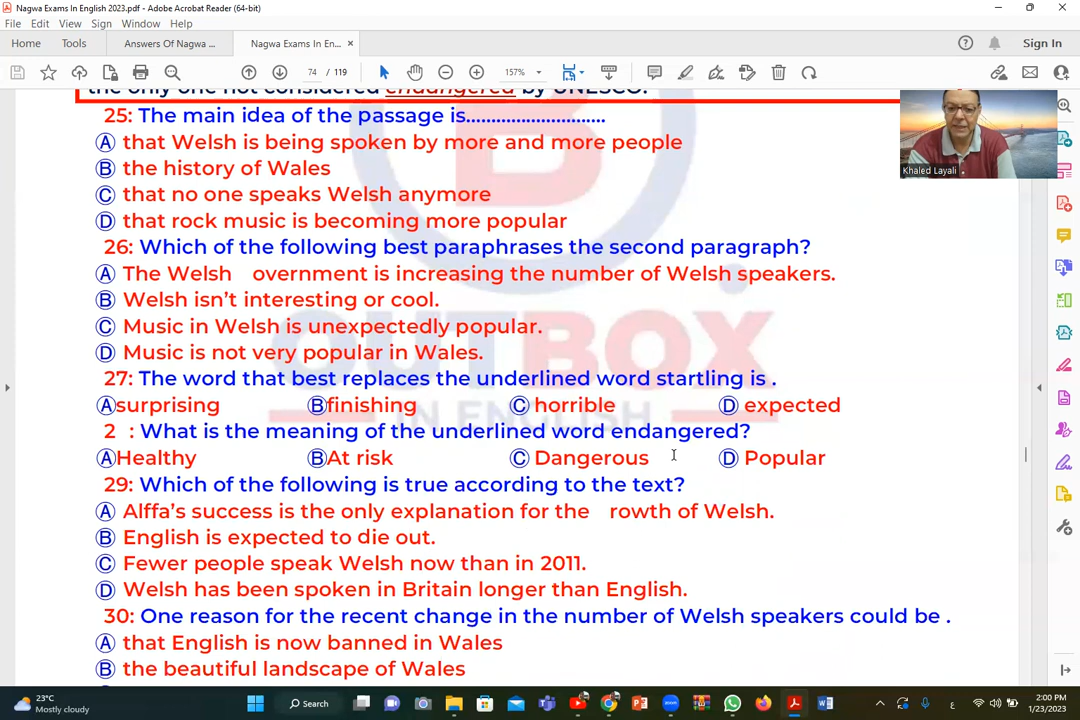 Nagwa Exams In English 2023.pdf - Adobe Acrobat Reader (64-bit)
File Edit View Sign Window Help
Home Tools Answers Of Nagwa ... Nagwa Exams In En... × Sign In
74 / 119 157%
the only one not considered endangered by UNESCO.
25: The main idea of the passage is...........................
A that Welsh is being spoken by more and more people
B the history of Wales
C that no one speaks Welsh anymore
D that rock music is becoming more popular
26: Which of the following best paraphrases the second paragraph?
A The Welsh overnment is increasing the number of Welsh speakers.
B Welsh isn't interesting or cool.
C Music in Welsh is unexpectedly popular.
D Music is not very popular in Wales.
27: The word that best replaces the underlined word startling is .
A surprising B finishing C horrible D expected
2 : What is the meaning of the underlined word endangered?
A Healthy B At risk C Dangerous D Popular
29: Which of the following is true according to the text?
A Alffa's success is the only explanation for the rowth of Welsh.
B English is expected to die out.
C Fewer people speak Welsh now than in 2011.
D Welsh has been spoken in Britain longer than English.
30: One reason for the recent change in the number of Welsh speakers could be .
A that English is now banned in Wales
B the beautiful landscape of Wales
Khaled Layali
OUTBOX
IN ENGLISH
23°C
Mostly cloudy
Search
ع
2:00 PM
1/23/2023